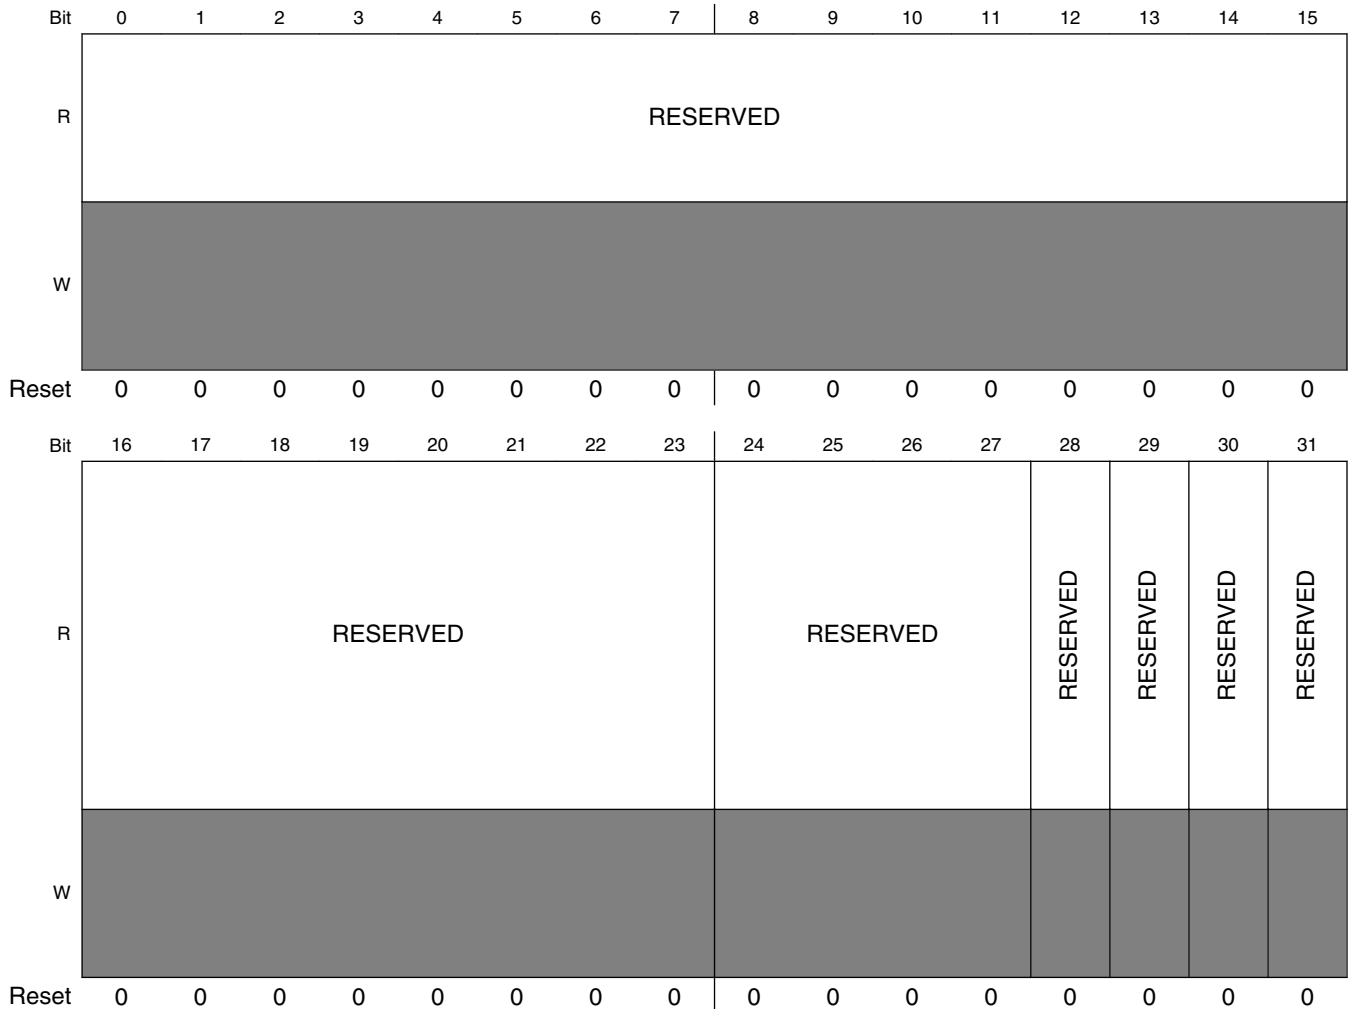 Bit 0 1 2 3 4 5 6 7 8 9 10 11 12 13 14 15
R RESERVED
W
Reset 0 0 0 0 0 0 0 0 0 0 0 0 0 0 0 0
Bit 16 17 18 19 20 21 22 23 24 25 26 27 28 29 30 31
R RESERVED RESERVED RESERVED RESERVED RESERVED RESERVED
W
Reset 0 0 0 0 0 0 0 0 0 0 0 0 0 0 0 0